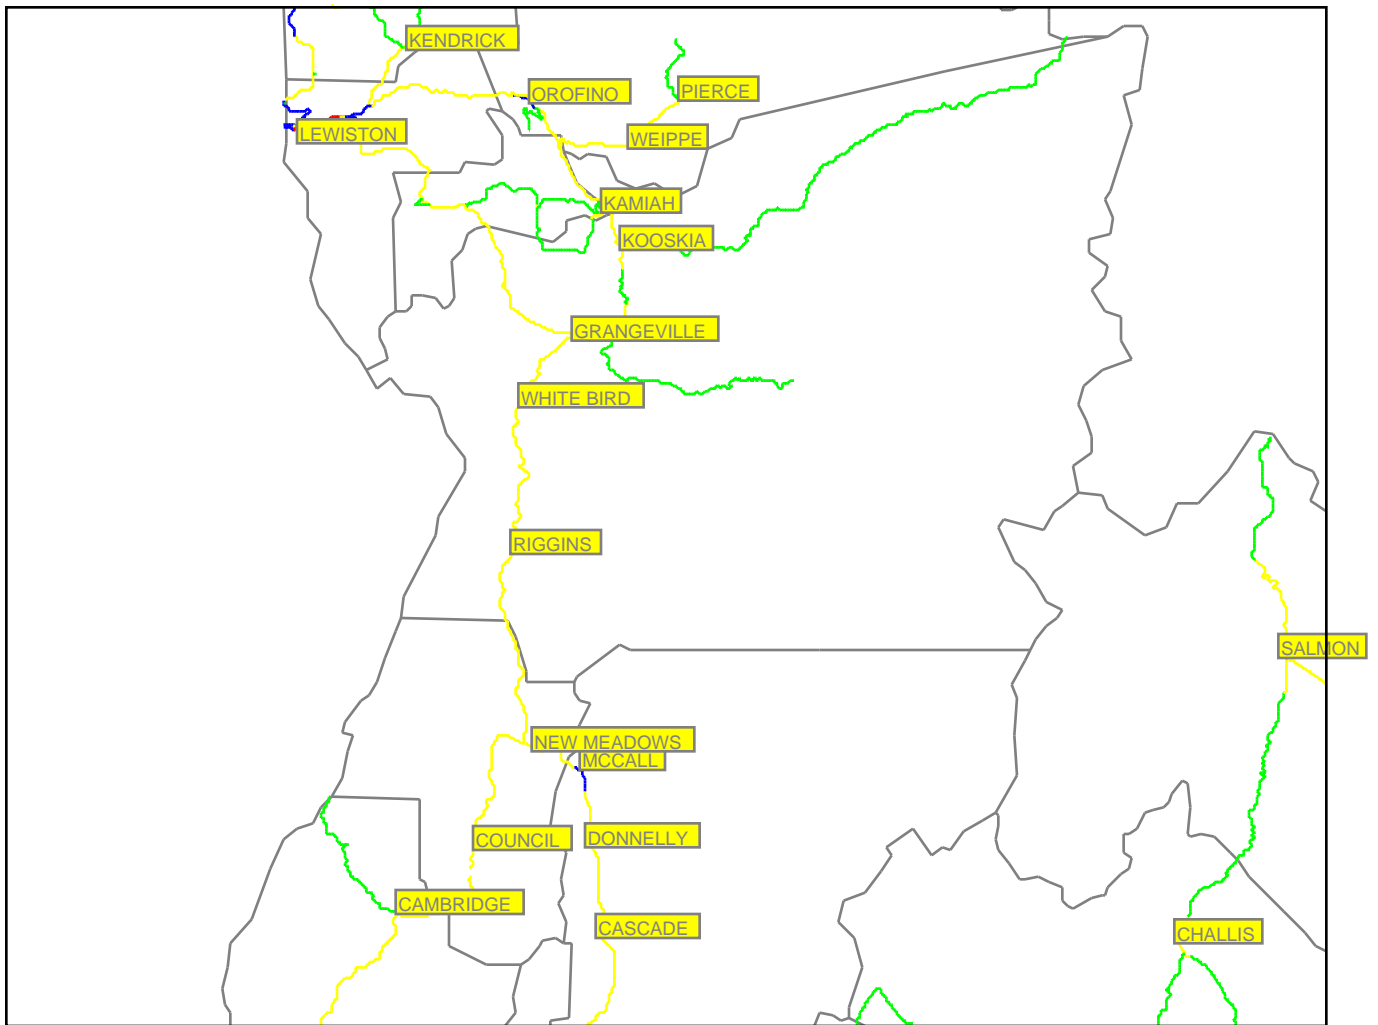 KENDRICK
OROFINO
PIERCE
LEWISTON
WEIPPE
KAMIAH
KOOSKIA
GRANGEVILLE
WHITE BIRD
RIGGINS
SALMON
NEW MEADOWS
MCCALL
COUNCIL
DONNELLY
CAMBRIDGE
CASCADE
CHALLIS